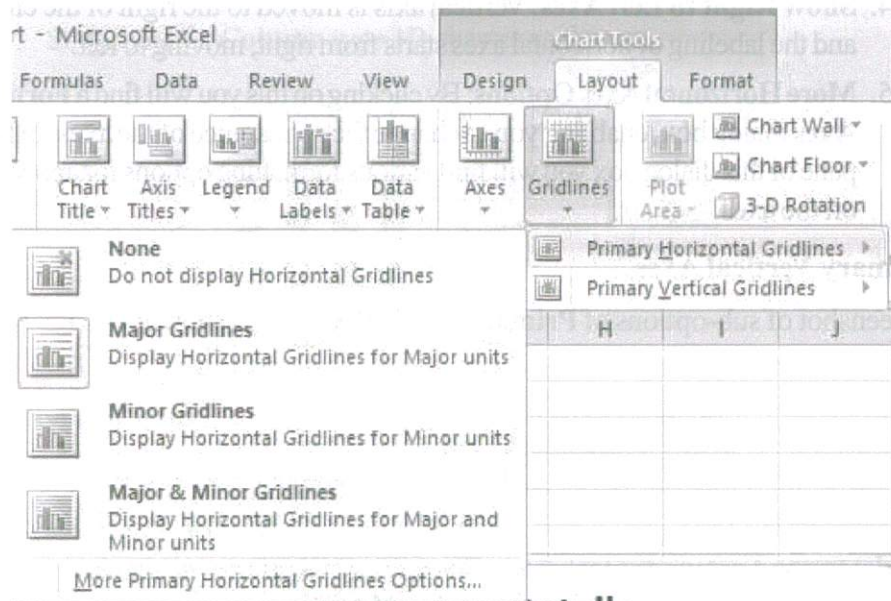 rt - Microsoft Excel
Chart Tools
Formulas Data Review View Design Layout Format
Chart Title
Axis Titles
Legend
Data Labels
Data Table
Axes
Gridlines
Plot Area
Chart Wall
Chart Floor
3-D Rotation
None
Do not display Horizontal Gridlines
Major Gridlines
Display Horizontal Gridlines for Major units
Minor Gridlines
Display Horizontal Gridlines for Minor units
Major & Minor Gridlines
Display Horizontal Gridlines for Major and
Minor units
More Primary Horizontal Gridlines Options...
Primary Horizontal Gridlines
Primary Vertical Gridlines
H I J